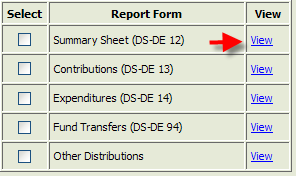 Select Report Form View
Summary Sheet (DS-DE 12) View
Contributions (DS-DE 13) View
Expenditures (DS-DE 14) View
Fund Transfers (DS-DE 94) View
Other Distributions View